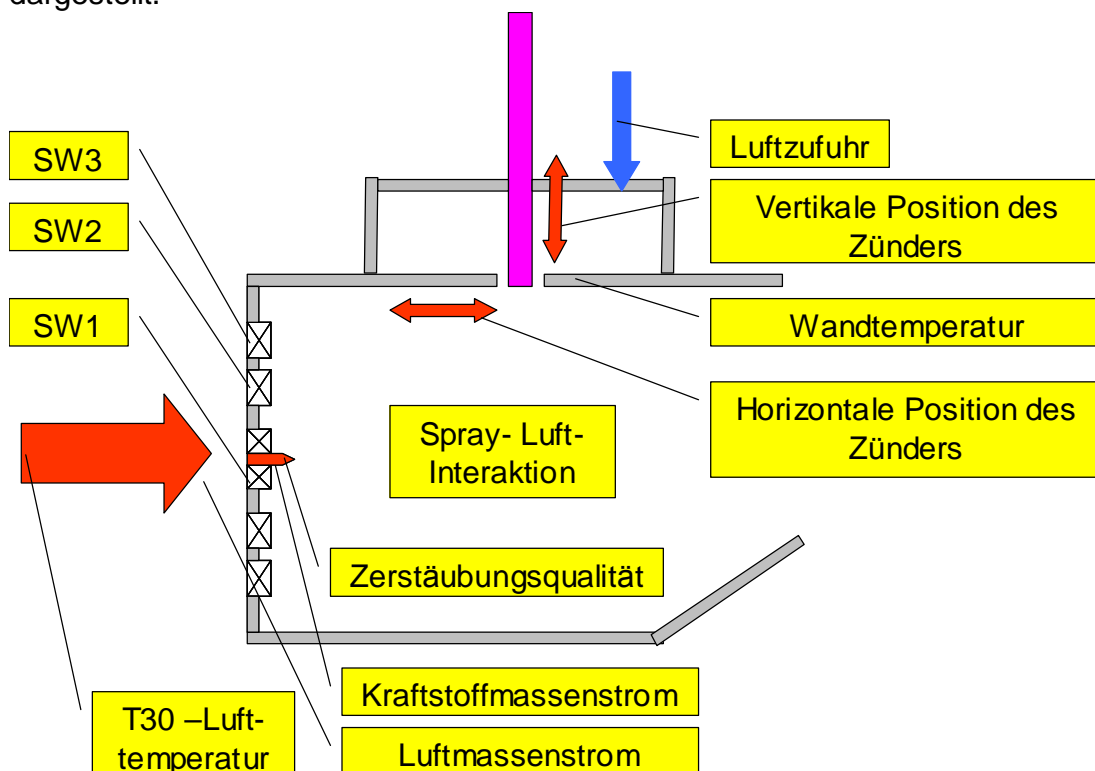 dargestellt.
SW3
SW2
SW1
Luftzufuhr
Vertikale Position des
Zünders
Wandtemperatur
Horizontale Position des
Zünders
Spray- Luft-
Interaktion
Zerstäubungsqualität
Kraftstoffmassenstrom
T30 –Luft-
temperatur
Luftmassenstrom